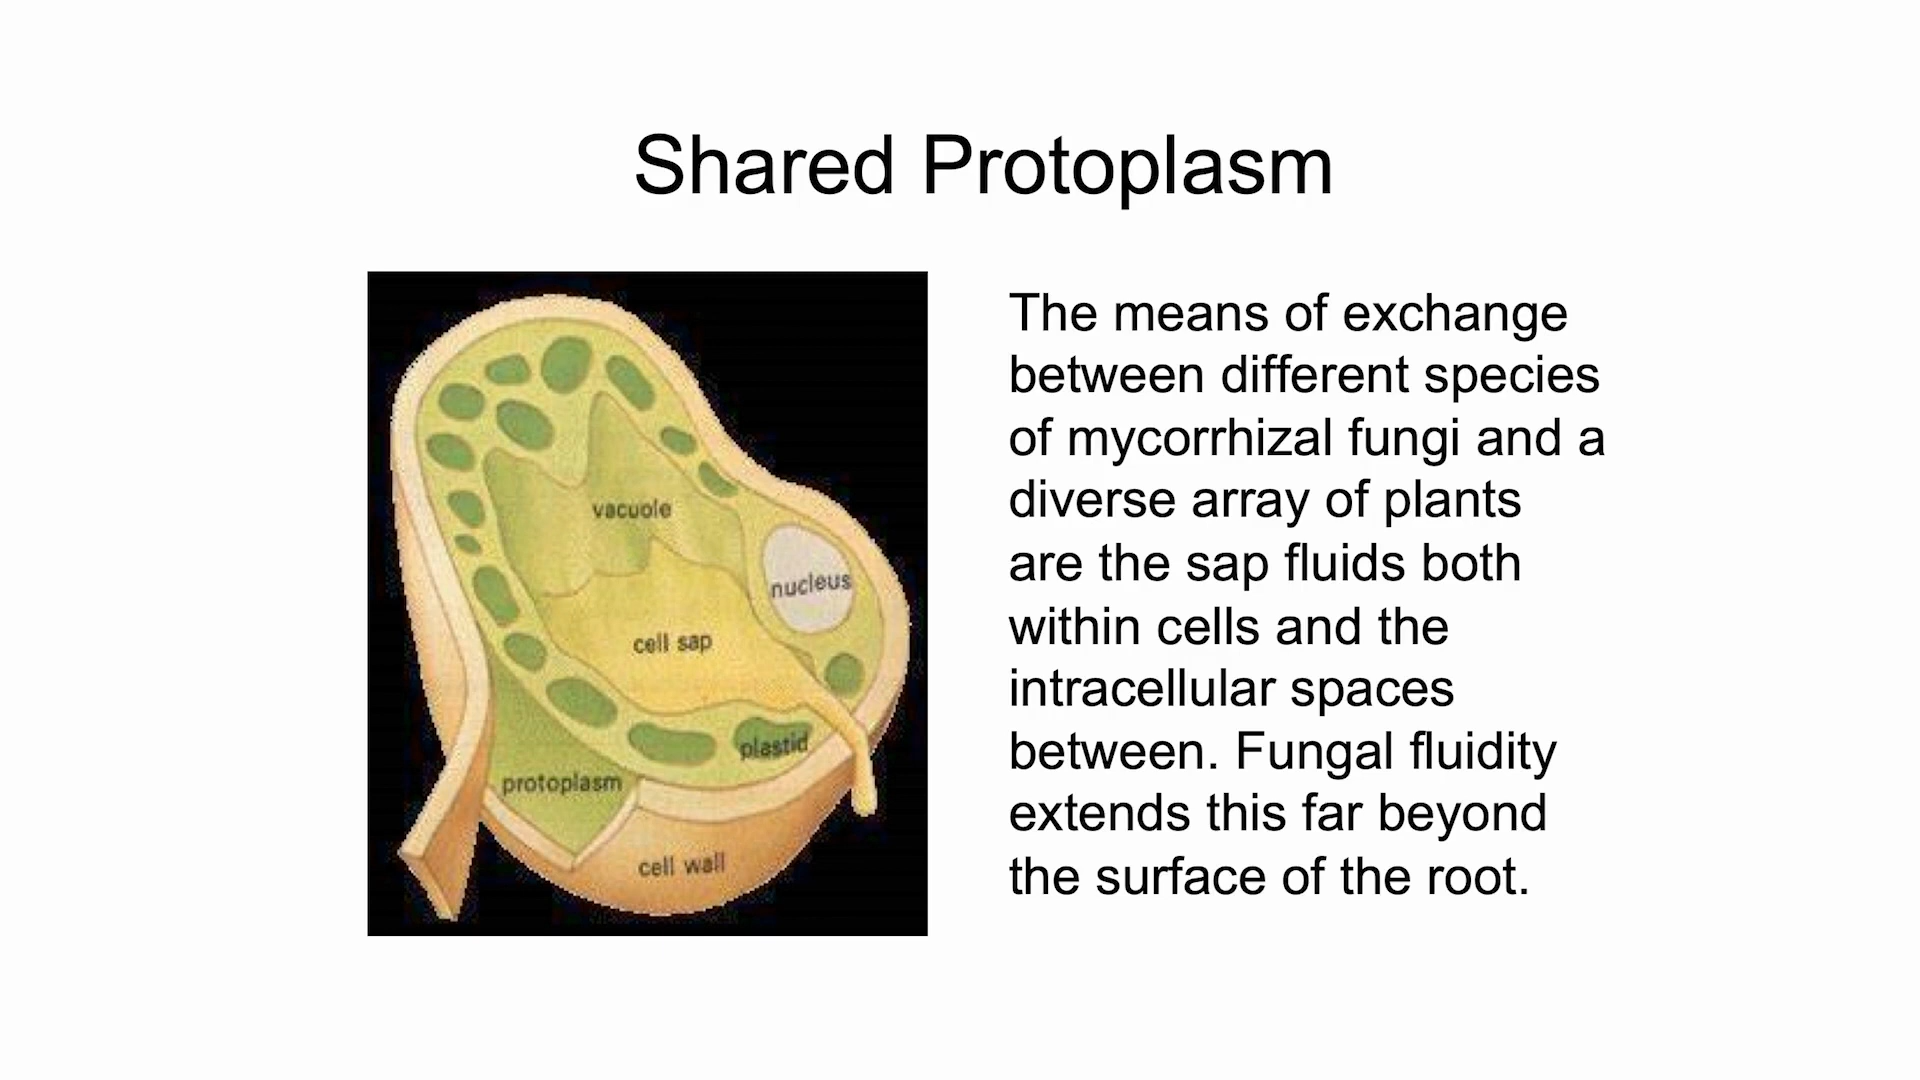 Shared Protoplasm
vacuole
nucleus
cell sap
plastid
protoplasm
cell wall
The means of exchange
between different species
of mycorrhizal fungi and a
diverse array of plants
are the sap fluids both
within cells and the
intracellular spaces
between. Fungal fluidity
extends this far beyond
the surface of the root.